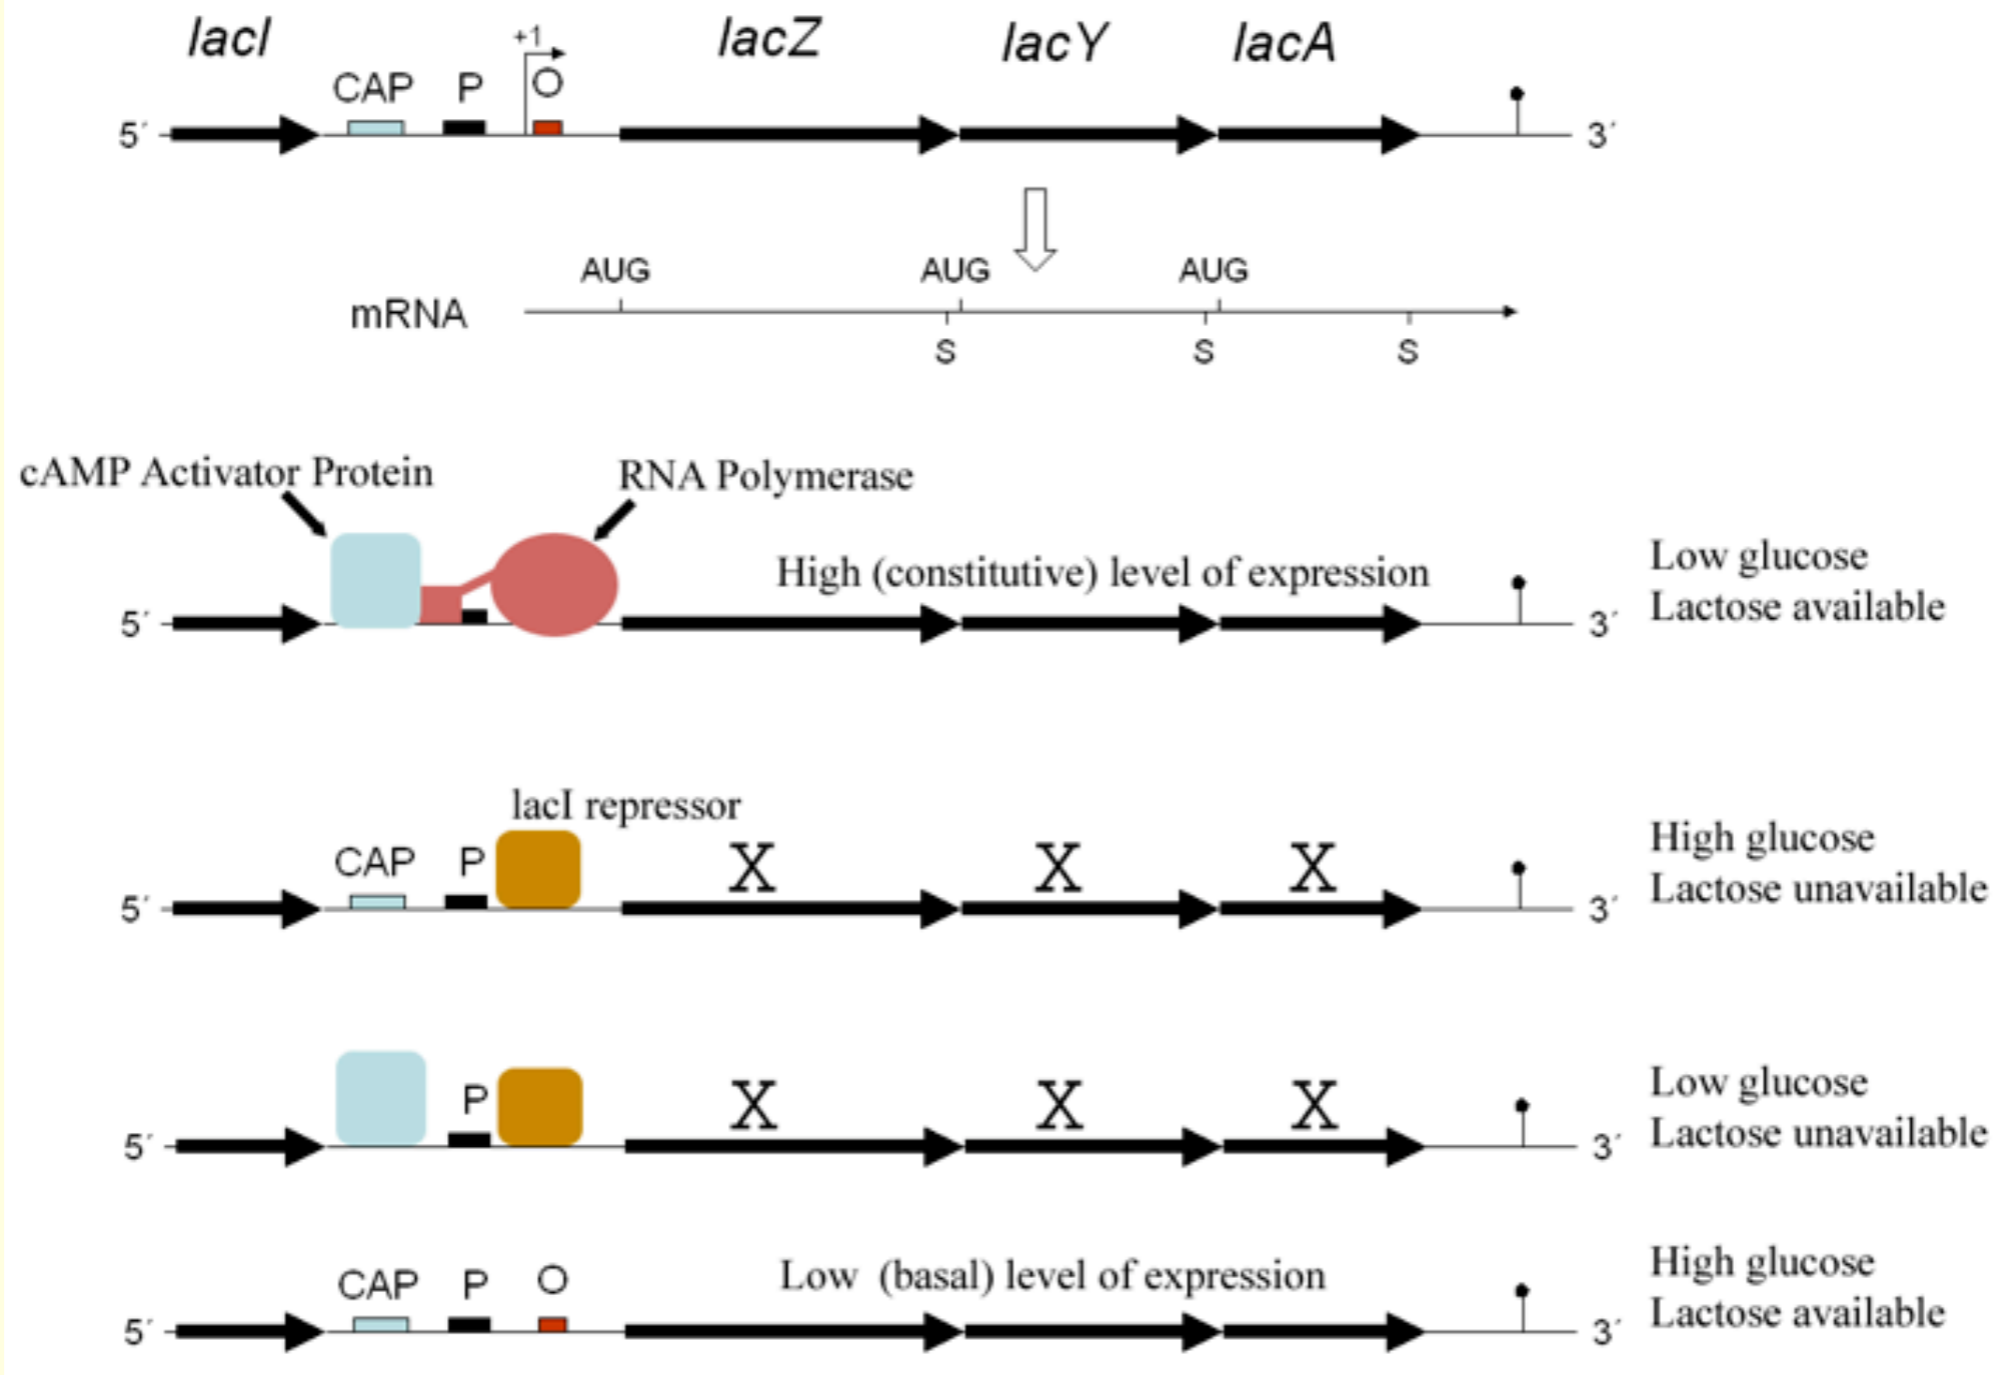 lacI lacZ lacY lacA
+1
CAP P O
5´ 3´
AUG AUG AUG
mRNA
S S S
cAMP Activator Protein RNA Polymerase
High (constitutive) level of expression
Low glucose
Lactose available
5´ 3´
lacI repressor
CAP P X X X
High glucose
Lactose unavailable
5´ 3´
P X X X
Low glucose
Lactose unavailable
5´ 3´
CAP P O
Low (basal) level of expression
High glucose
Lactose available
5´ 3´